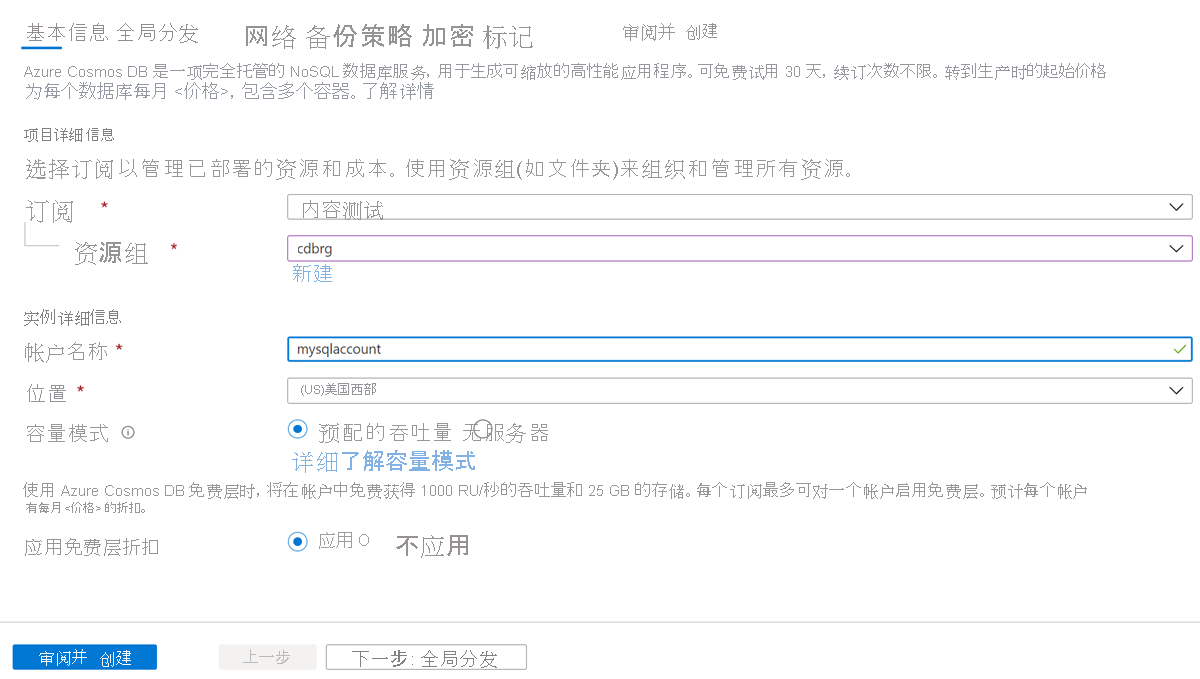 基本信息 全局分发 网络 备份策略 加密 标记 审阅并 创建
Azure Cosmos DB 是一项完全托管的 NoSQL 数据库服务, 用于生成可缩放的高性能应用程序。可免费试用 30 天, 续订次数不限。转到生产时的起始价格
为每个数据库每月 <价格>, 包含多个容器。了解详情
项目详细信息
选择订阅以管理已部署的资源和成本。使用资源组(如文件夹)来组织和管理所有资源。
订阅 * 内容测试
资源组 * cdbrg
新建
实例详细信息
帐户名称 * mysqlaccount
位置 * (US)美国西部
容量模式 预配的吞吐量 无服务器
详细了解容量模式
使用 Azure Cosmos DB 免费层时, 将在帐户中免费获得 1000 RU/秒的吞吐量和 25 GB 的存储。每个订阅最多可对一个帐户启用免费层。预计每个帐户
有每月 <价格> 的折扣。
应用免费层折扣 应用 O 不应用
审阅并 创建 上一步 下一步: 全局分发